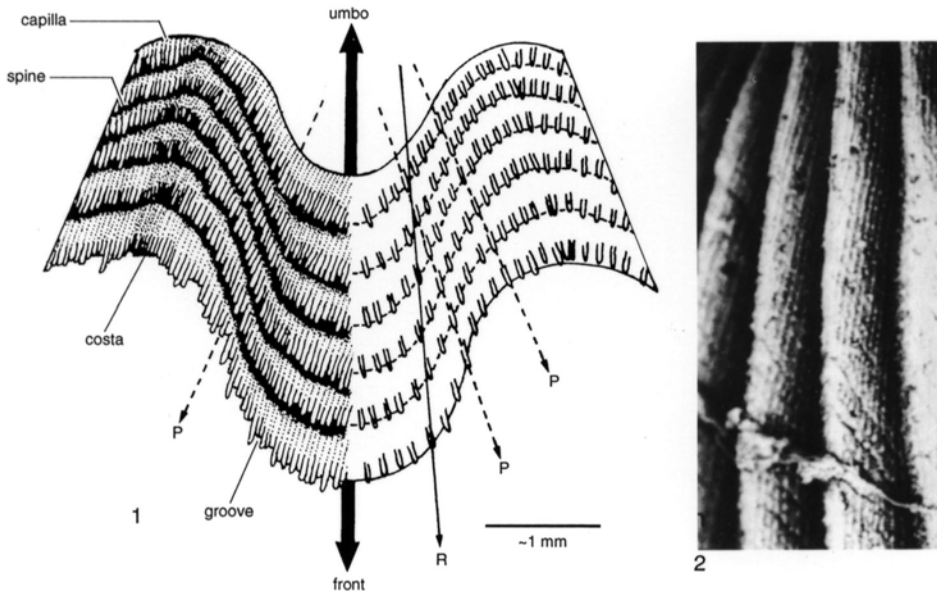 capilla
umbo
spine
costa
P
P
P
groove
1
R
~1 mm
front
2